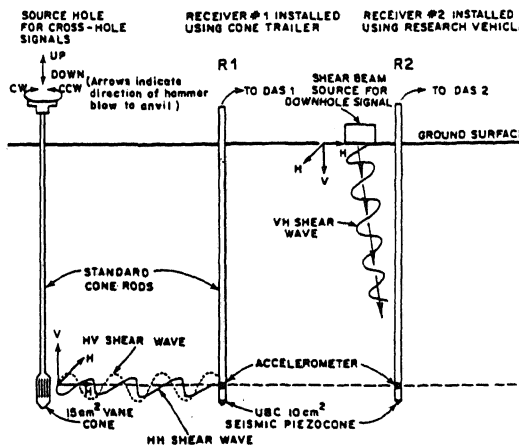 SOURCE HOLE
FOR CROSS-HOLE
SIGNALS
RECEIVER #1 INSTALLED
USING CONE TRAILER
RECEIVER #2 INSTALLED
USING RESEARCH VEHICLE
UP
DOWN
CW
CCW
(Arrows indicate
direction of hammer
blow to anvil)
R1
TO DAS 1
SHEAR BEAM
SOURCE FOR
DOWNHOLE SIGNAL
R2
TO DAS 2
GROUND SURFACE
H
H
V
VH SHEAR
WAVE
STANDARD
CONE RODS
V
H
HV SHEAR WAVE
H
ACCELEROMETER
15cm² VANE
CONE
HH SHEAR WAVE
UBC 10cm²
SEISMIC PIEZOCONE